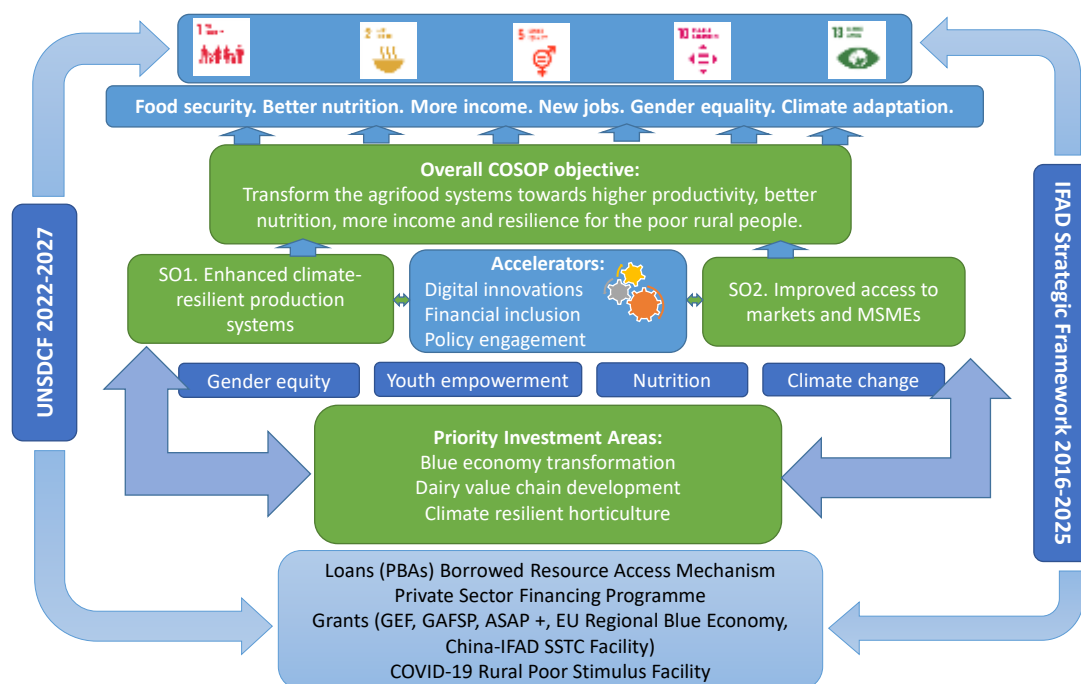 1
2
5
10
13
Food security. Better nutrition. More income. New jobs. Gender equality. Climate adaptation.
Overall COSOP objective:
Transform the agrifood systems towards higher productivity, better
nutrition, more income and resilience for the poor rural people.
UNSDCF 2022-2027
IFAD Strategic Framework 2016-2025
SO1. Enhanced climate-
resilient production
systems
Accelerators:
Digital innovations
Financial inclusion
Policy engagement
SO2. Improved access to
markets and MSMEs
Gender equity
Youth empowerment
Nutrition
Climate change
Priority Investment Areas:
Blue economy transformation
Dairy value chain development
Climate resilient horticulture
Loans (PBAs) Borrowed Resource Access Mechanism
Private Sector Financing Programme
Grants (GEF, GAFSP, ASAP +, EU Regional Blue Economy,
China-IFAD SSTC Facility)
COVID-19 Rural Poor Stimulus Facility